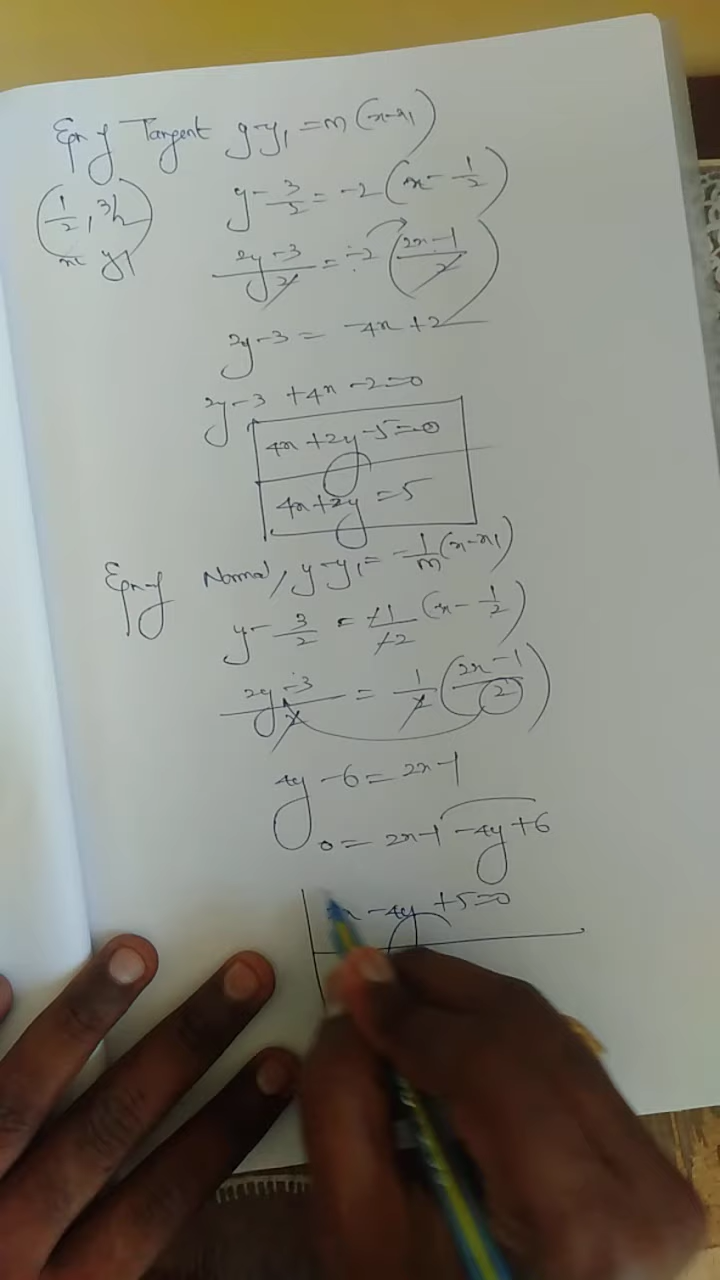 Eqn of Tangent y-y₁ = m(x-x₁)
(1/2, 3/2) y - 3/2 = -2(x - 1/2)
x₁ y₁ (2y-3)/2 = -2((2x-1)/2)
2y-3 = -4x+2
2y-3+4x-2=0
4x+2y-5=0
4x+2y=5
Eqn of Normal, y-y₁ = -1/m(x-x₁)
y - 3/2 = -1/-2 (x - 1/2)
(2y-3)/2 = 1/2((2x-1)/2)
4y-6=2x-1
0=2x-1-4y+6
x-4y+5=0